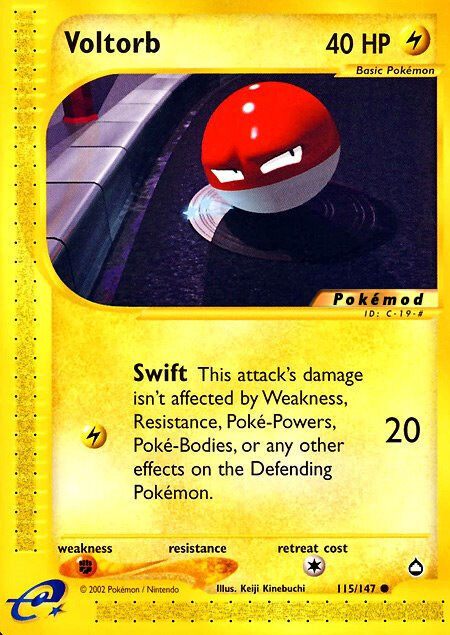 Voltorb 40 HP
Basic Pokémon
Pokémod
ID: C-19-#
Swift This attack's damage
isn't affected by Weakness,
Resistance, Poké-Powers,
Poké-Bodies, or any other
effects on the Defending
Pokémon.
20
weakness resistance retreat cost
© 2002 Pokémon / Nintendo Illus. Keiji Kinebuchi 115/147
e